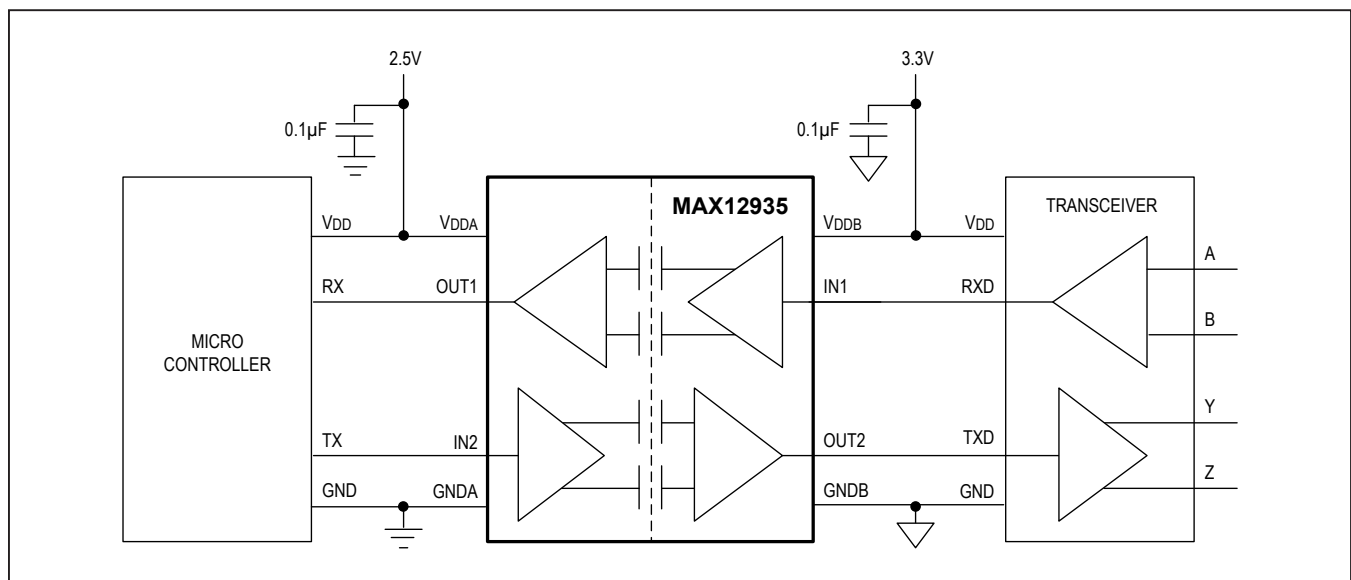 2.5V
3.3V
0.1µF
0.1µF
MAX12935
TRANSCEIVER
VDD
VDDA
VDDB
VDD
A
RX
OUT1
IN1
RXD
B
MICRO
CONTROLLER
Y
TX
IN2
OUT2
TXD
Z
GND
GNDA
GNDB
GND